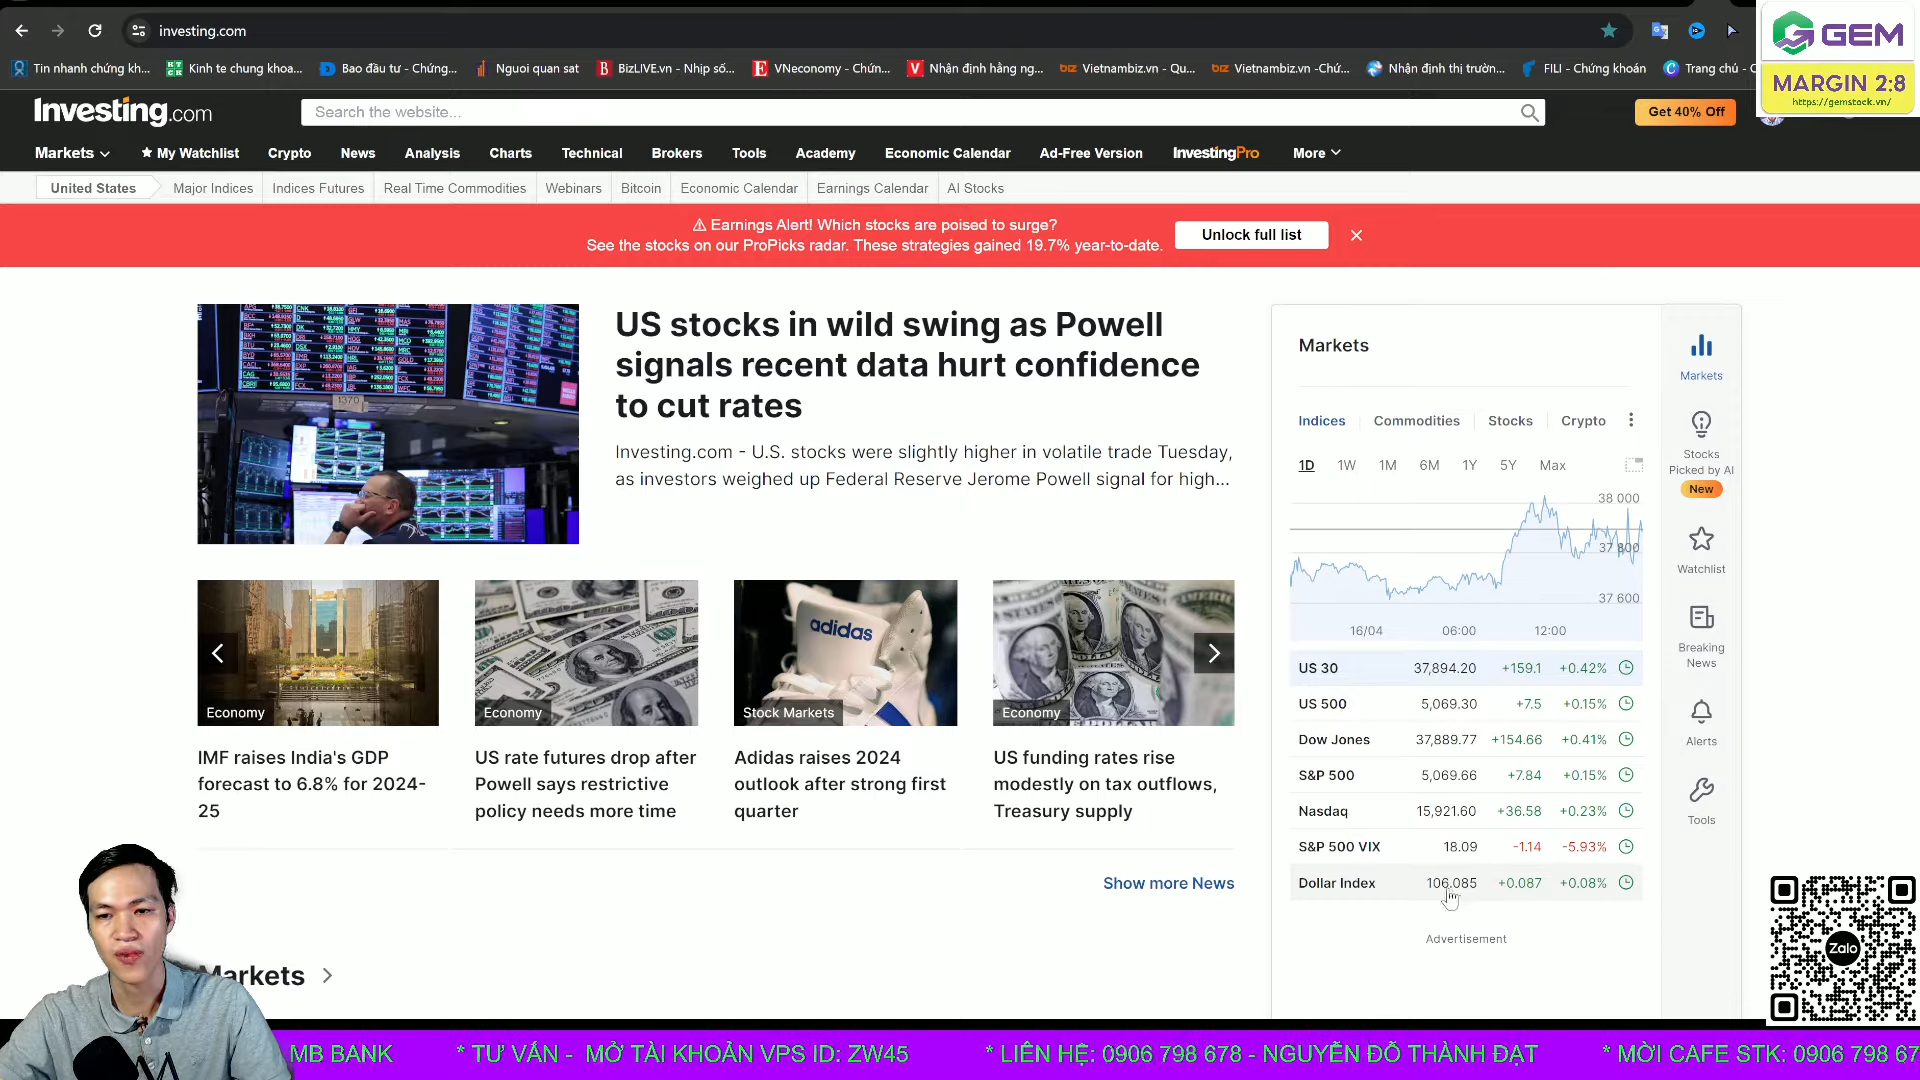 investing.com
GEM
MARGIN 2:8
https://gemstock.vn/
Tin nhanh chứng kh...
Kinh te chung khoa...
Bao đầu tư - Chứng...
Nguoi quan sat
BizLIVE.vn - Nhịp số...
VNeconomy - Chứn...
Nhận định hằng ng...
Vietnambiz.vn - Qu...
Vietnambiz.vn -Chứ...
Nhận định thị trườn...
FILI - Chứng khoán
Trang chủ - C
Investing.com
Search the website...
Get 40% Off
Markets
My Watchlist
Crypto
News
Analysis
Charts
Technical
Brokers
Tools
Academy
Economic Calendar
Ad-Free Version
InvestingPro
More
United States
Major Indices
Indices Futures
Real Time Commodities
Webinars
Bitcoin
Economic Calendar
Earnings Calendar
AI Stocks
⚠ Earnings Alert! Which stocks are poised to surge?
See the stocks on our ProPicks radar. These strategies gained 19.7% year-to-date.
Unlock full list
US stocks in wild swing as Powell
signals recent data hurt confidence
to cut rates
Investing.com - U.S. stocks were slightly higher in volatile trade Tuesday,
as investors weighed up Federal Reserve Jerome Powell signal for high...
1370
adidas
Economy
Economy
Stock Markets
Economy
IMF raises India's GDP
forecast to 6.8% for 2024-
25
US rate futures drop after
Powell says restrictive
policy needs more time
Adidas raises 2024
outlook after strong first
quarter
US funding rates rise
modestly on tax outflows,
Treasury supply
Show more News
Markets
Markets
Indices
Commodities
Stocks
Crypto
1D 1W 1M 6M 1Y 5Y Max
38 000
37 800
37 600
16/04 06:00 12:00
US 30 37,894.20 +159.1 +0.42%
US 500 5,069.30 +7.5 +0.15%
Dow Jones 37,889.77 +154.66 +0.41%
S&P 500 5,069.66 +7.84 +0.15%
Nasdaq 15,921.60 +36.58 +0.23%
S&P 500 VIX 18.09 -1.14 -5.93%
Dollar Index 106.085 +0.087 +0.08%
Advertisement
Markets
Stocks
Picked by AI
New
Watchlist
Breaking
News
Alerts
Tools
Zalo
MB BANK * TƯ VẤN - MỞ TÀI KHOẢN VPS ID: ZW45 * LIÊN HỆ: 0906 798 678 - NGUYỄN ĐỖ THÀNH ĐẠT * MỜI CAFE STK: 0906 798 67